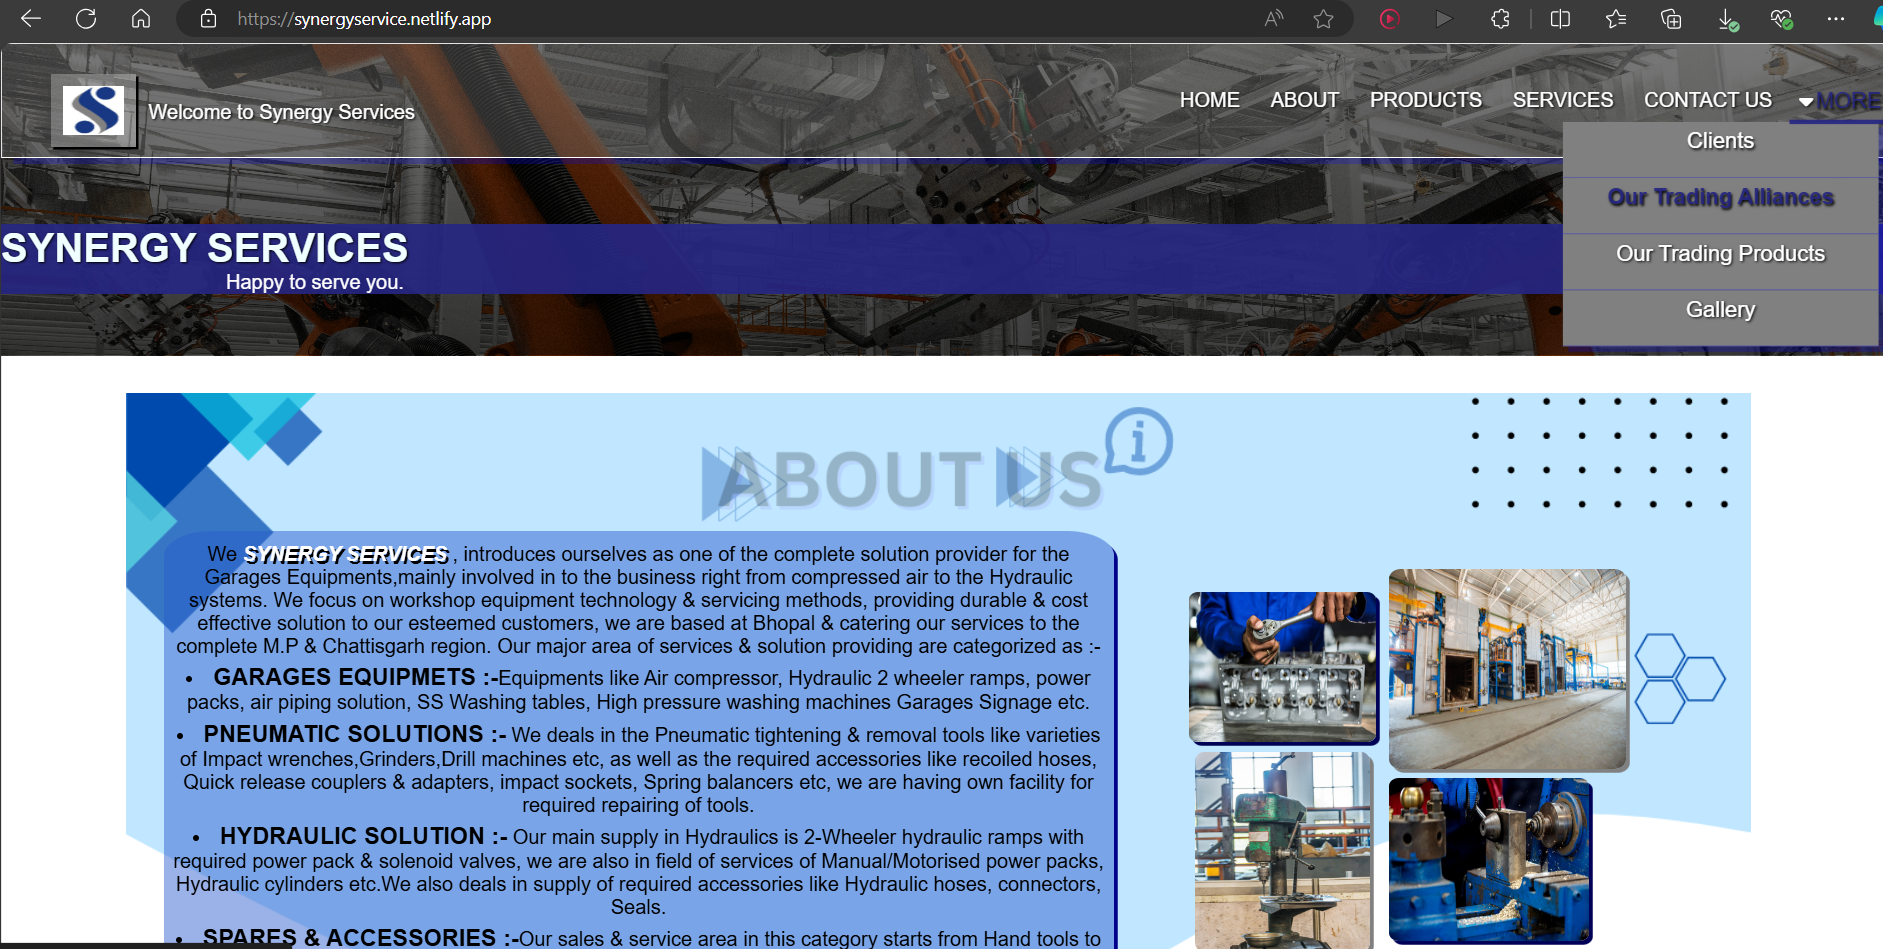 https://synergyservice.netlify.app
Welcome to Synergy Services
HOME ABOUT PRODUCTS SERVICES CONTACT US MORE
Clients
Our Trading Alliances
Our Trading Products
Gallery
SYNERGY SERVICES
Happy to serve you.
ABOUT US
We SYNERGY SERVICES , introduces ourselves as one of the complete solution provider for the
Garages Equipments,mainly involved in to the business right from compressed air to the Hydraulic
systems. We focus on workshop equipment technology & servicing methods, providing durable & cost
effective solution to our esteemed customers, we are based at Bhopal & catering our services to the
complete M.P & Chattisgarh region. Our major area of services & solution providing are categorized as :-
• GARAGES EQUIPMETS :-Equipments like Air compressor, Hydraulic 2 wheeler ramps, power
packs, air piping solution, SS Washing tables, High pressure washing machines Garages Signage etc.
• PNEUMATIC SOLUTIONS :- We deals in the Pneumatic tightening & removal tools like varieties
of Impact wrenches,Grinders,Drill machines etc, as well as the required accessories like recoiled hoses,
Quick release couplers & adapters, impact sockets, Spring balancers etc, we are having own facility for
required repairing of tools.
• HYDRAULIC SOLUTION :- Our main supply in Hydraulics is 2-Wheeler hydraulic ramps with
required power pack & solenoid valves, we are also in field of services of Manual/Motorised power packs,
Hydraulic cylinders etc.We also deals in supply of required accessories like Hydraulic hoses, connectors,
Seals.
• SPARES & ACCESSORIES :-Our sales & service area in this category starts from Hand tools to